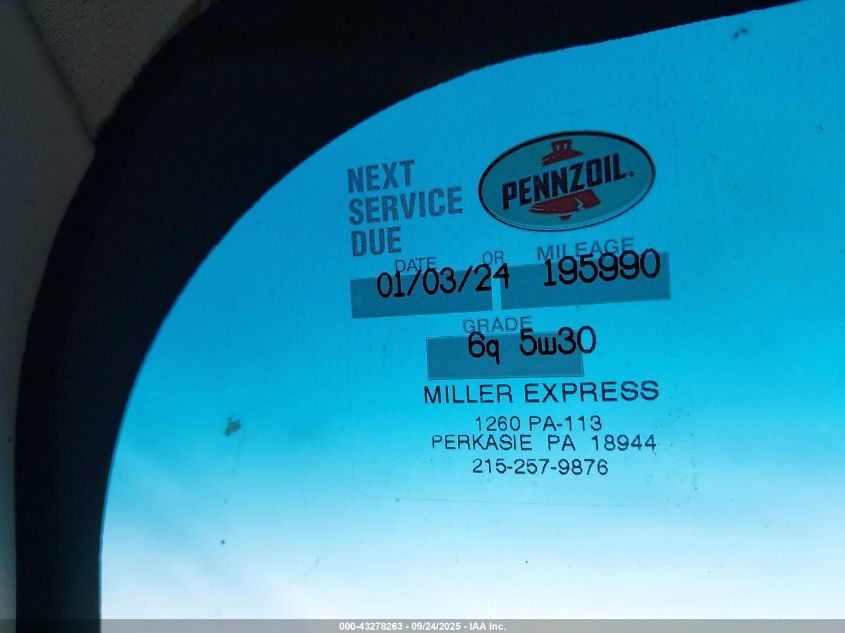 NEXT
SERVICE
DUE
PENNZOIL®
DATE OR MILEAGE
01/03/24 195990
GRADE
6q 5w30
MILLER EXPRESS
1260 PA-113
PERKASIE PA 18944
215-257-9876
000-43278263 - 09/24/2025 - IAA Inc.